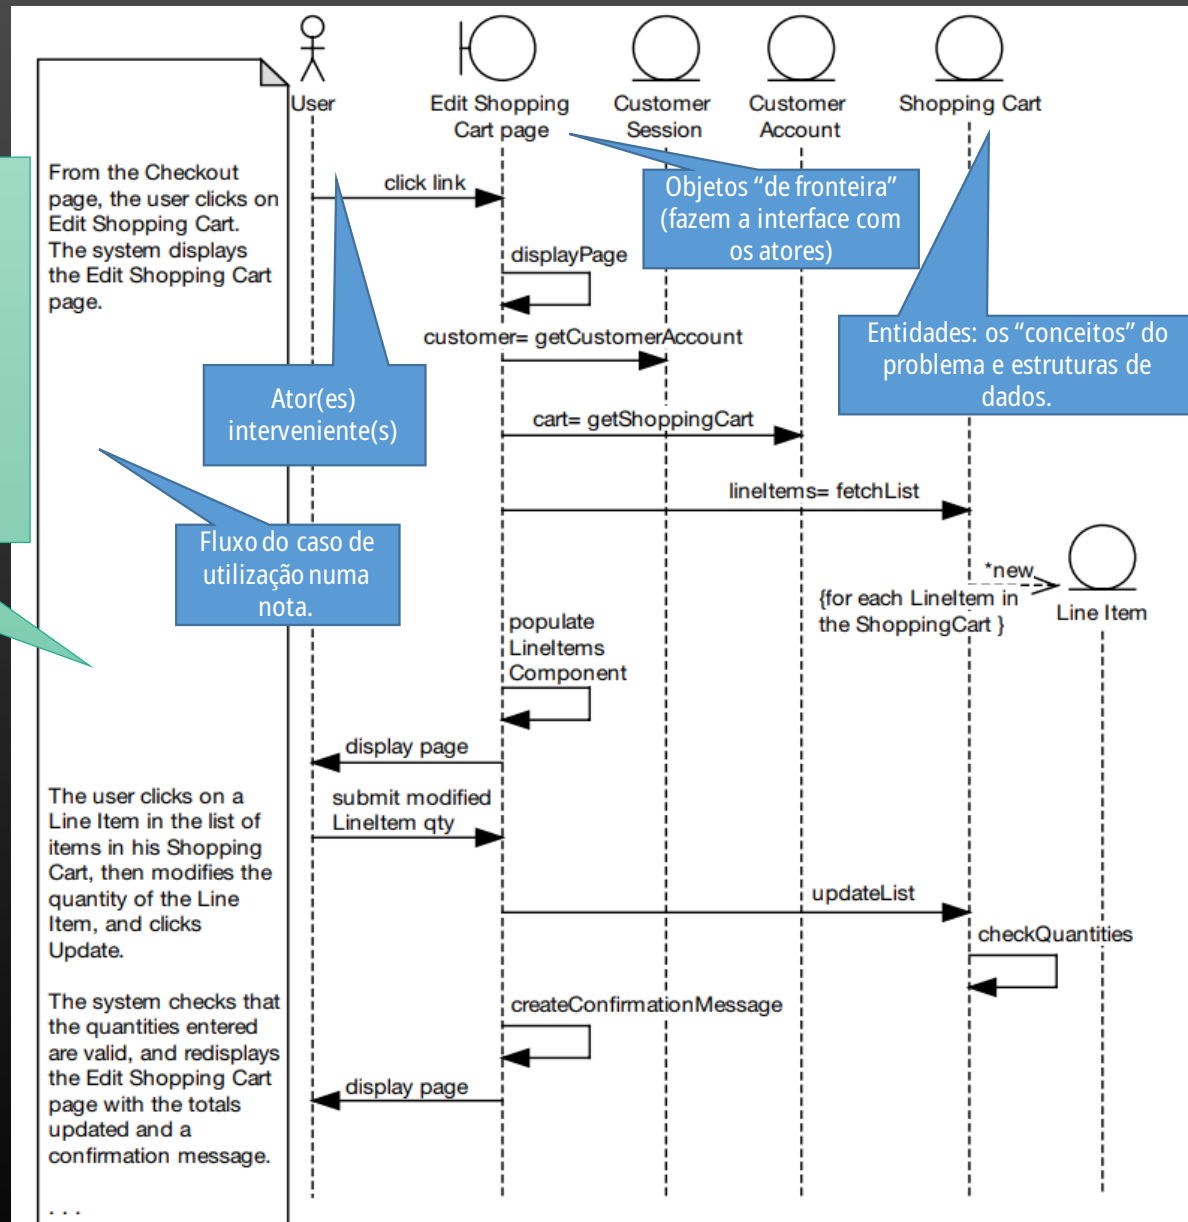 User
Edit Shopping
Cart page
Customer
Session
Customer
Account
Shopping Cart
From the Checkout
page, the user clicks on
Edit Shopping Cart.
The system displays
the Edit Shopping Cart
page.
click link
Objetos “de fronteira”
(fazem a interface com
os atores)
displayPage
customer= getCustomerAccount
Entidades: os “conceitos” do
problema e estruturas de
dados.
Ator(es)
interveniente(s)
cart= getShoppingCart
lineItems= fetchList
Fluxo do caso de
utilização numa
nota.
*new
{for each LineItem in
the ShoppingCart }
Line Item
populate
LineItems
Component
display page
The user clicks on a
Line Item in the list of
items in his Shopping
Cart, then modifies the
quantity of the Line
Item, and clicks
Update.
submit modified
LineItem qty
updateList
checkQuantities
The system checks that
the quantities entered
are valid, and redisplays
the Edit Shopping Cart
page with the totals
updated and a
confirmation message.
createConfirmationMessage
display page
. . .